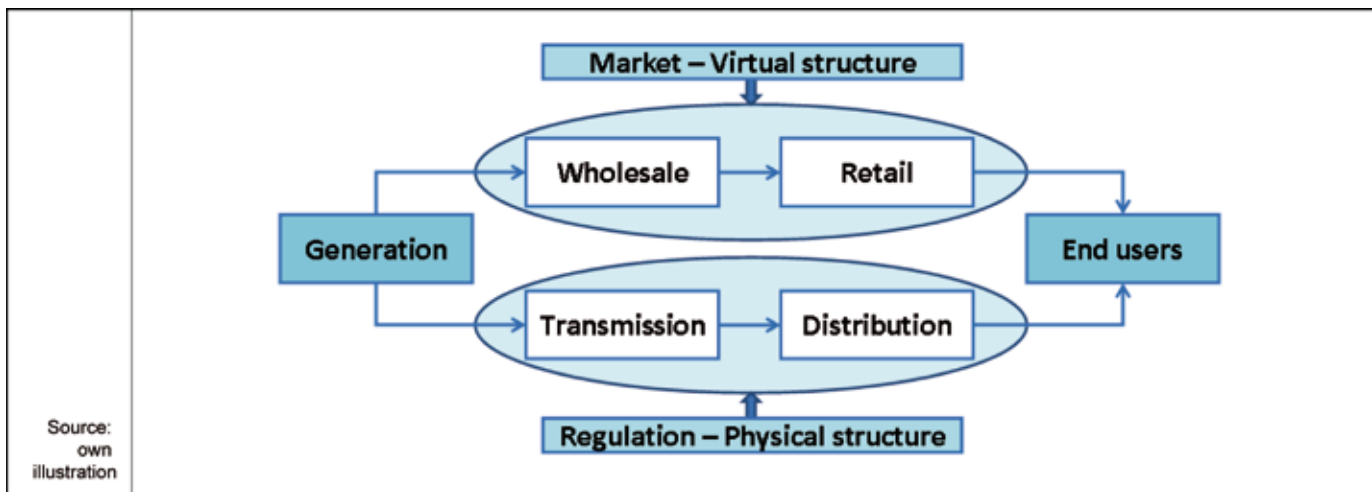 Market – Virtual structure
Wholesale
Retail
Generation
End users
Transmission
Distribution
Regulation – Physical structure
Source:
own
illustration